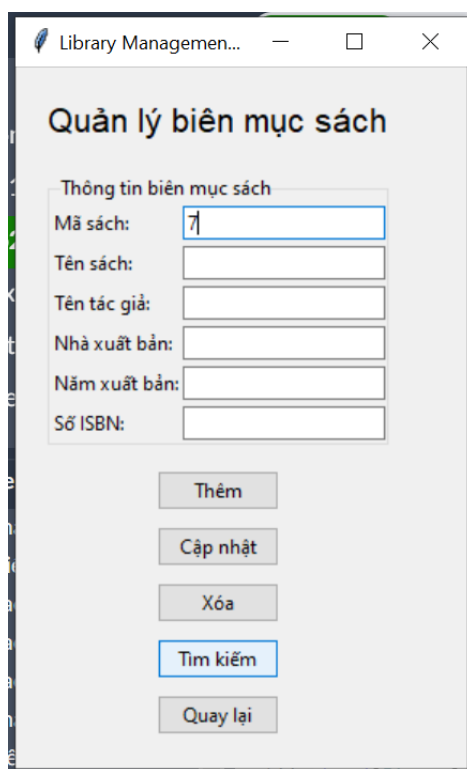 Library Managemen...
Quản lý biên mục sách
Thông tin biên mục sách
Mã sách: 7
Tên sách:
Tên tác giả:
Nhà xuất bản:
Năm xuất bản:
Số ISBN:
Thêm
Cập nhật
Xóa
Tìm kiếm
Quay lại